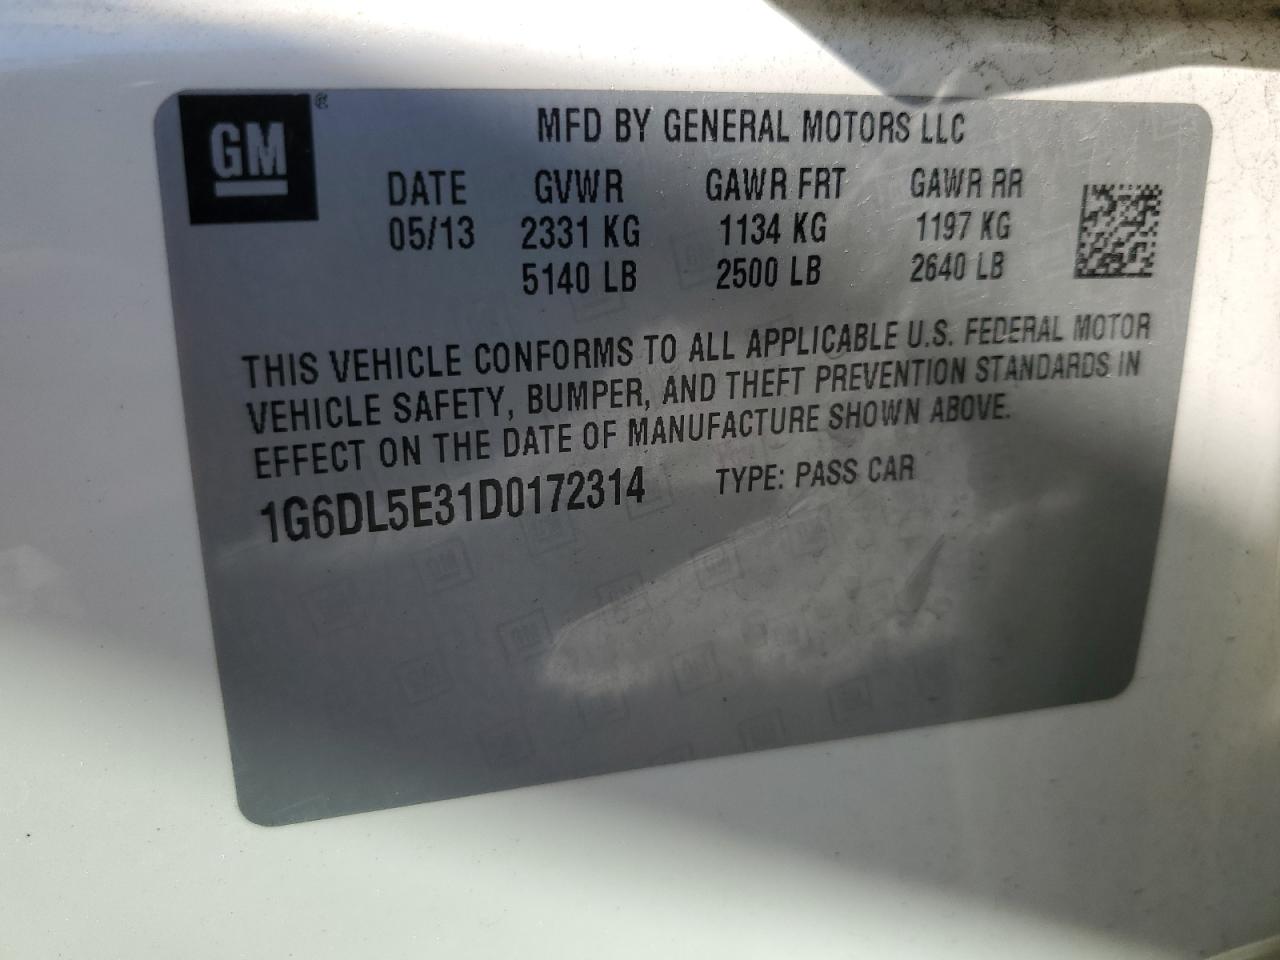 GM ®
MFD BY GENERAL MOTORS LLC
DATE GVWR GAWR FRT GAWR RR
05/13 2331 KG 1134 KG 1197 KG
5140 LB 2500 LB 2640 LB
THIS VEHICLE CONFORMS TO ALL APPLICABLE U.S. FEDERAL MOTOR
VEHICLE SAFETY, BUMPER, AND THEFT PREVENTION STANDARDS IN
EFFECT ON THE DATE OF MANUFACTURE SHOWN ABOVE.
1G6DL5E31D0172314 TYPE: PASS CAR